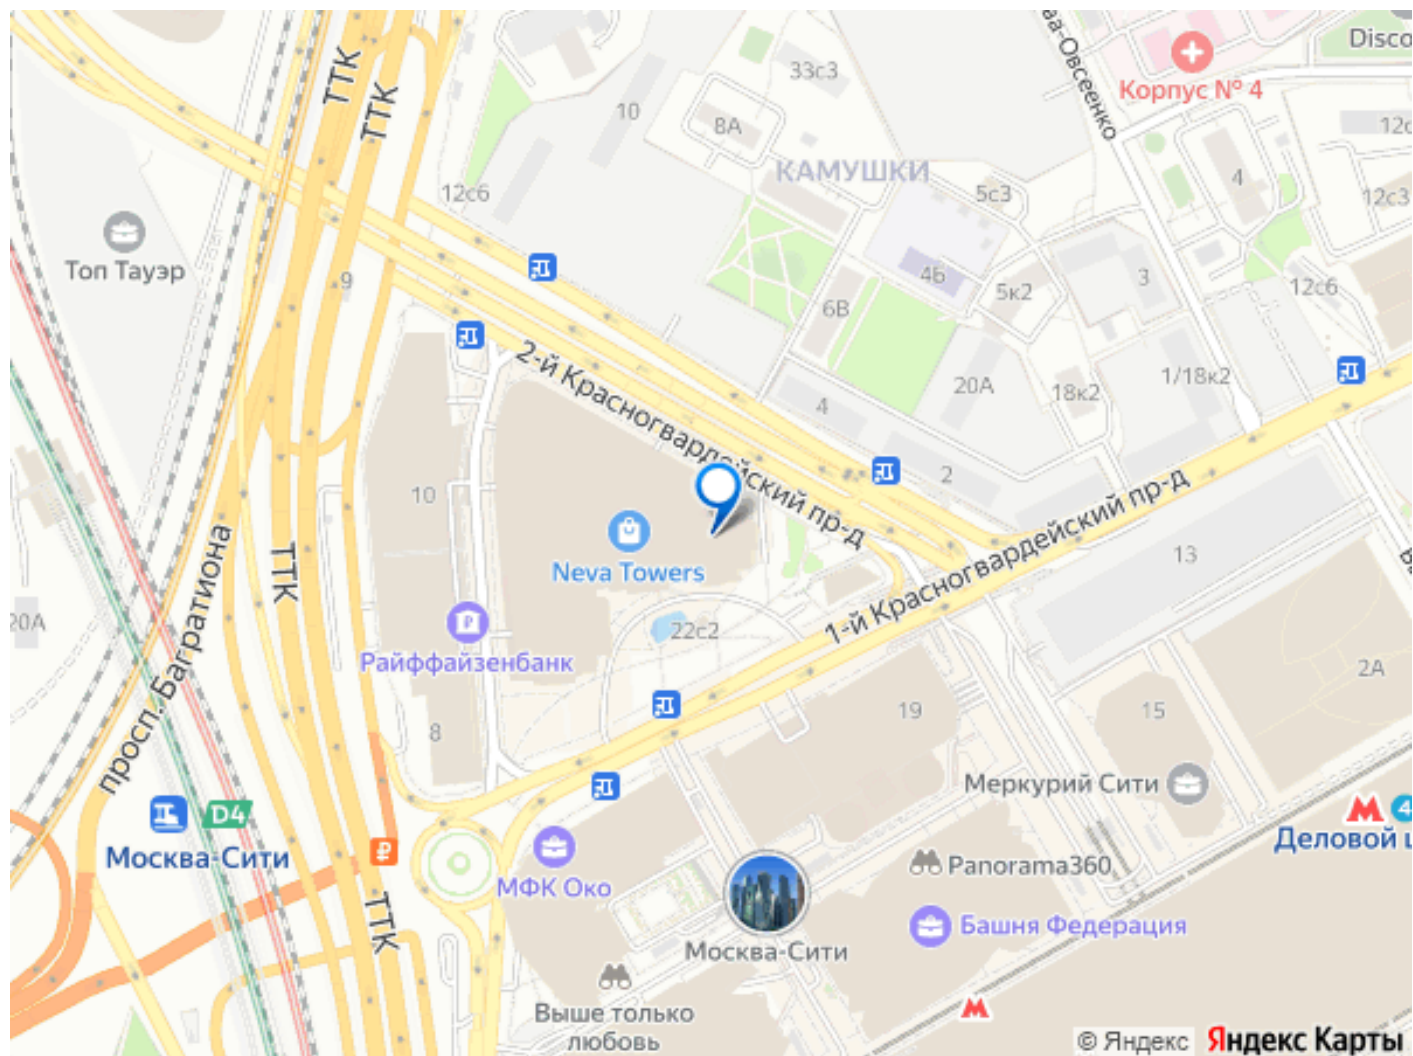 аа-Овсеенко
Disco
Корпус № 4
33с3
10
8А
12с
ТТК
ТТК
КАМУШКИ
5с3
4
12с3
12с6
Топ Тауэр
9
4Б
5к2
3
12с6
6В
2-й Красногвардейский пр-д
20А
18к2
1/18к2
4
2
10
Neva Towers
1-й Красногвардейский пр-д
13
ТТК
просп. Багратиона
20А
22с2
Райффайзенбанк
2А
19
15
8
Меркурий Сити
D4
Москва-Сити
4
Деловой ц
МФК Око
Panorama360
Башня Федерация
ТТК
Москва-Сити
Выше только
любовь
© Яндекс Яндекс Карты